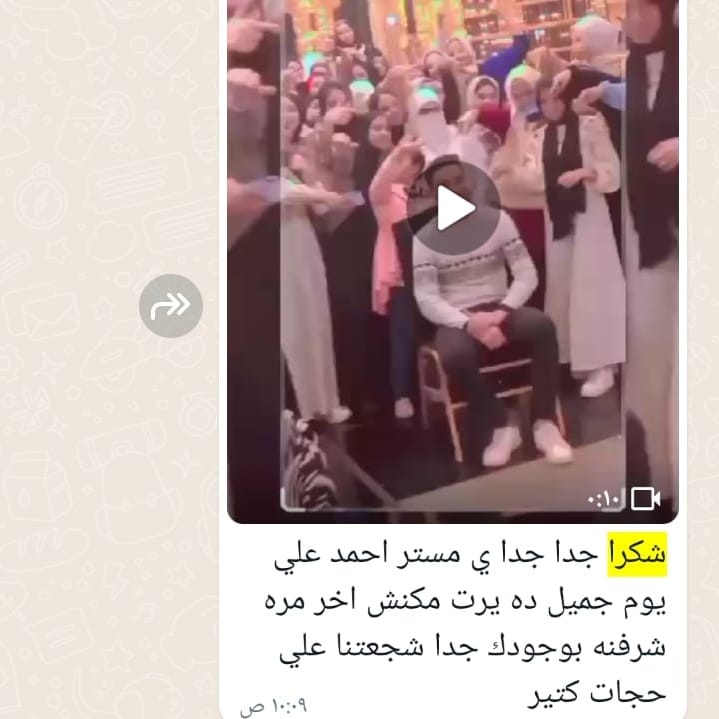 ٠:١٠
شكرا جدا جدا ي مستر احمد علي
يوم جميل ده يرت مكنش اخر مره
شرفنه بوجودك جدا شجعتنا علي
حجات كتير
١٠:٠٩ ص